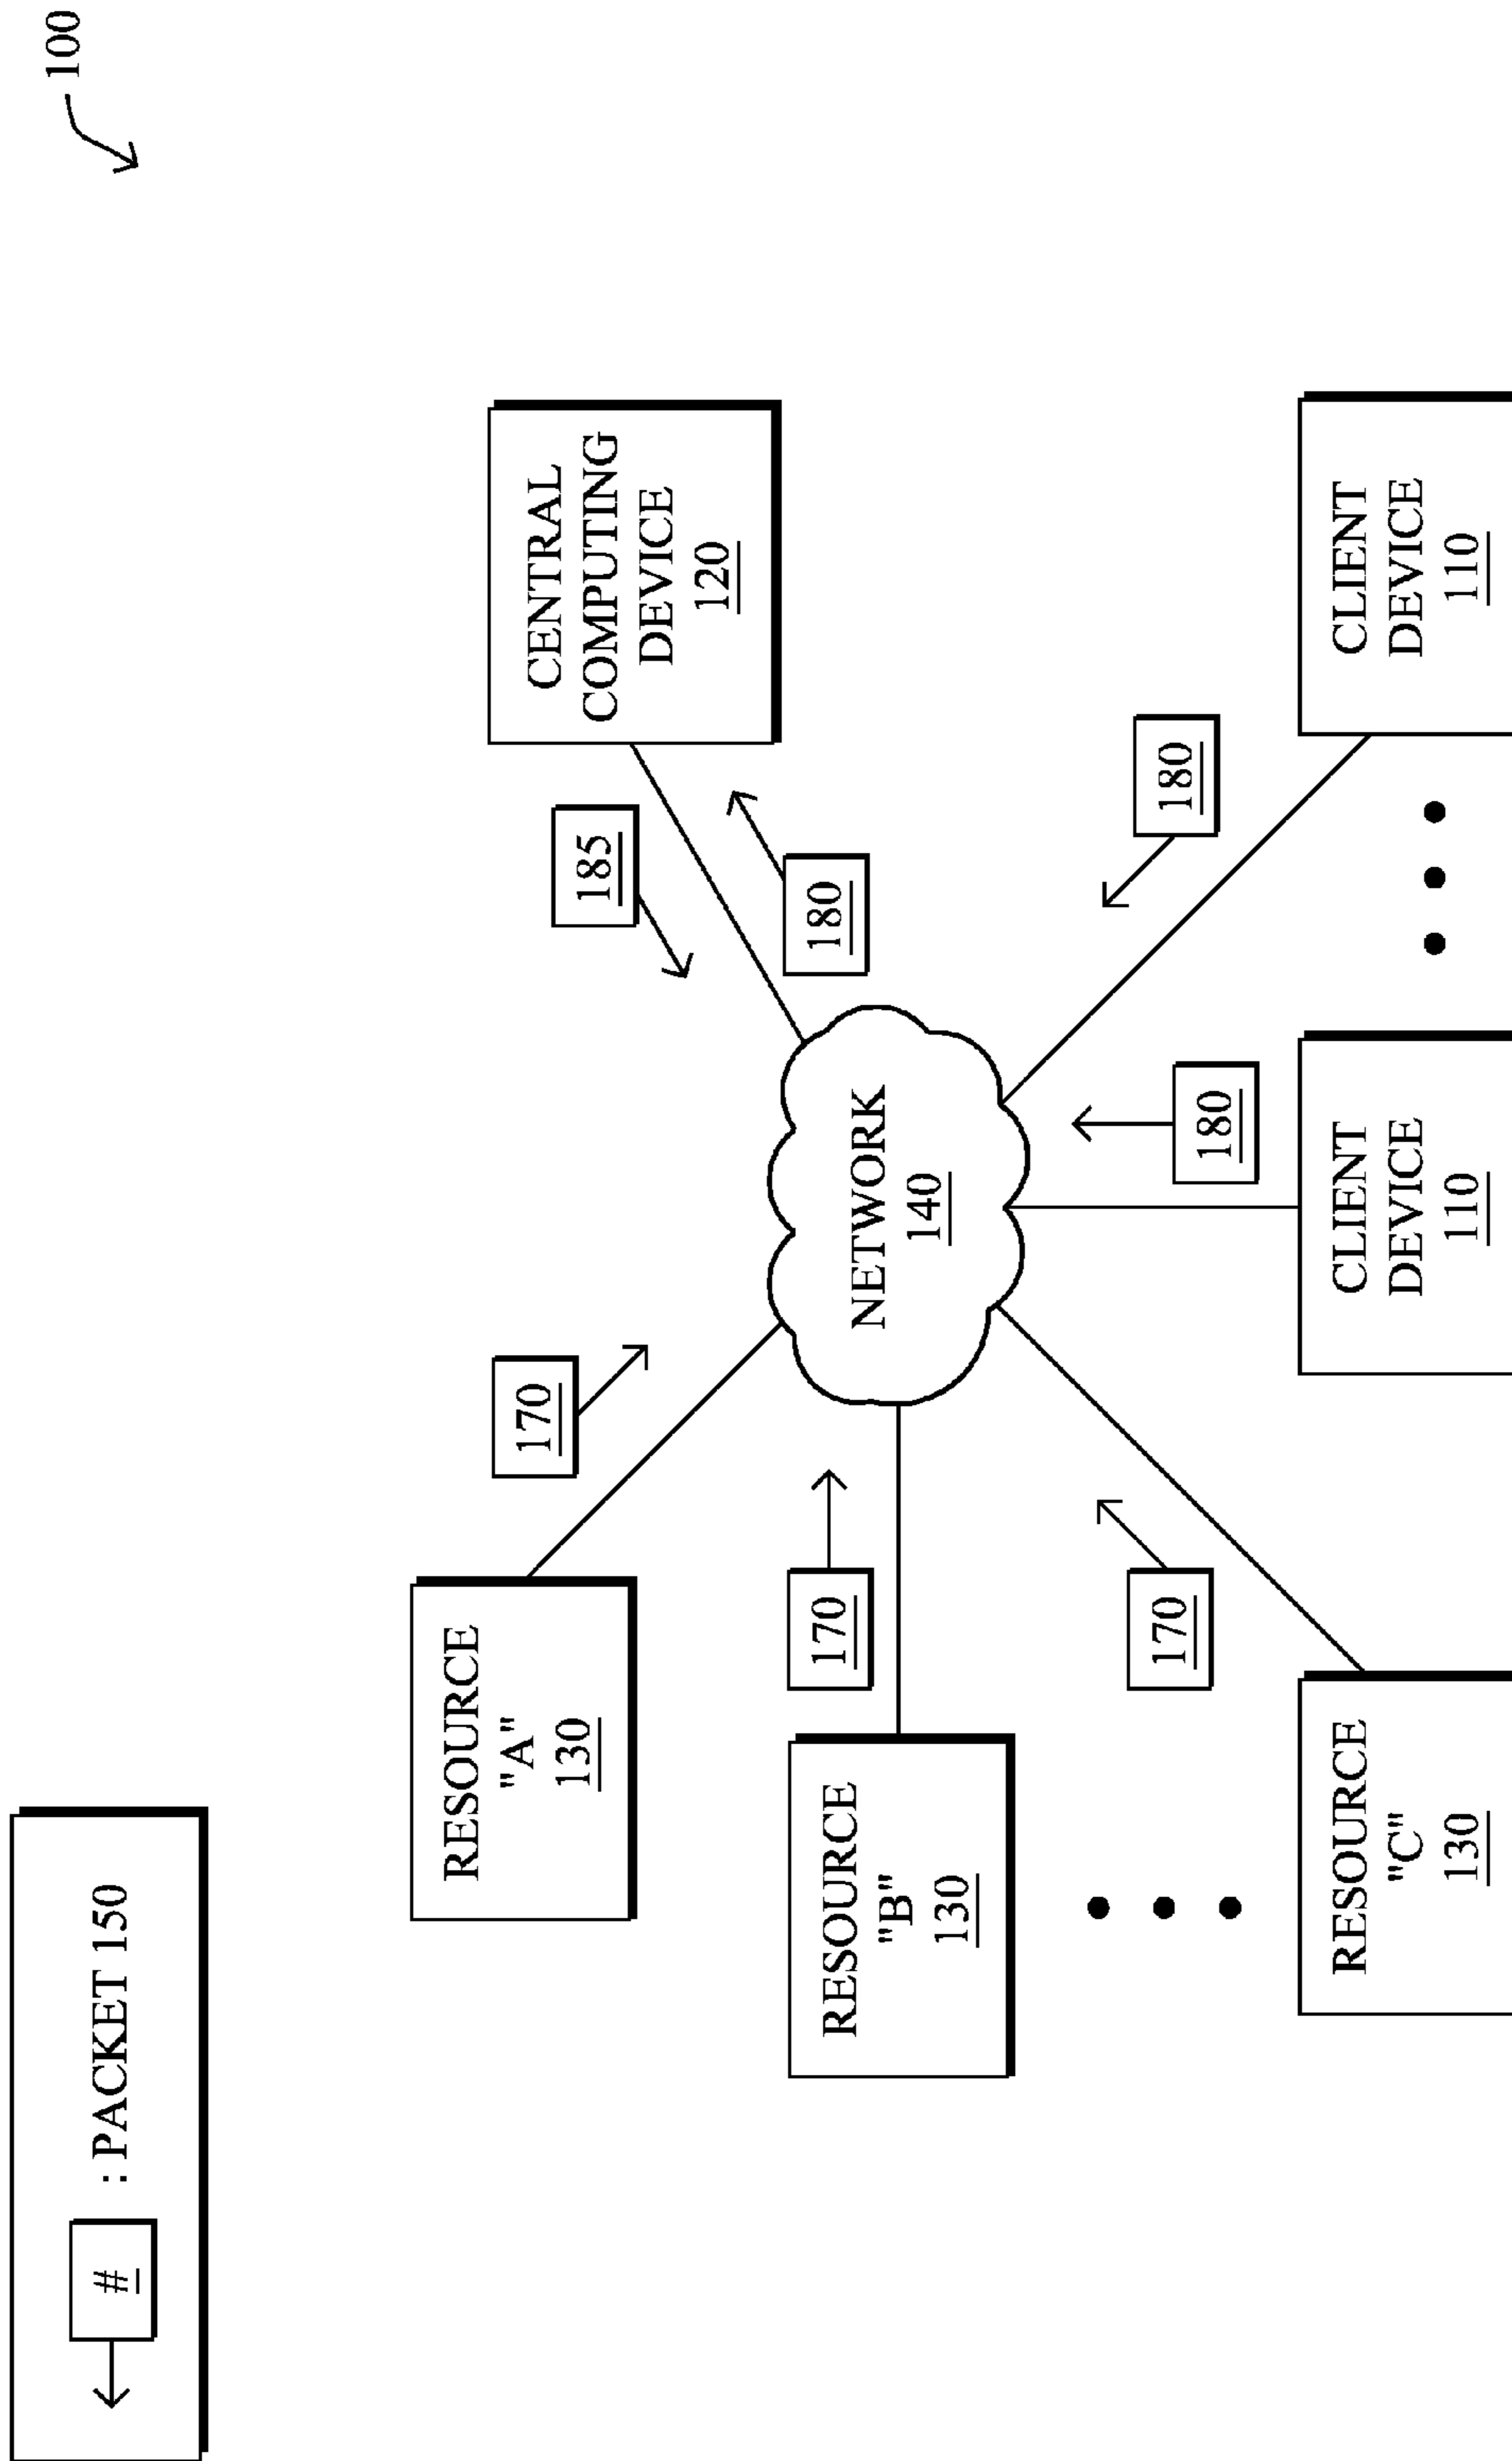 100
# : PACKET 150
RESOURCE
"A"
130
170
185
CENTRAL
COMPUTING
DEVICE
120
RESOURCE
"B"
130
170
NETWORK
140
180
170
180
180
RESOURCE
"C"
130
CLIENT
DEVICE
110
CLIENT
DEVICE
110